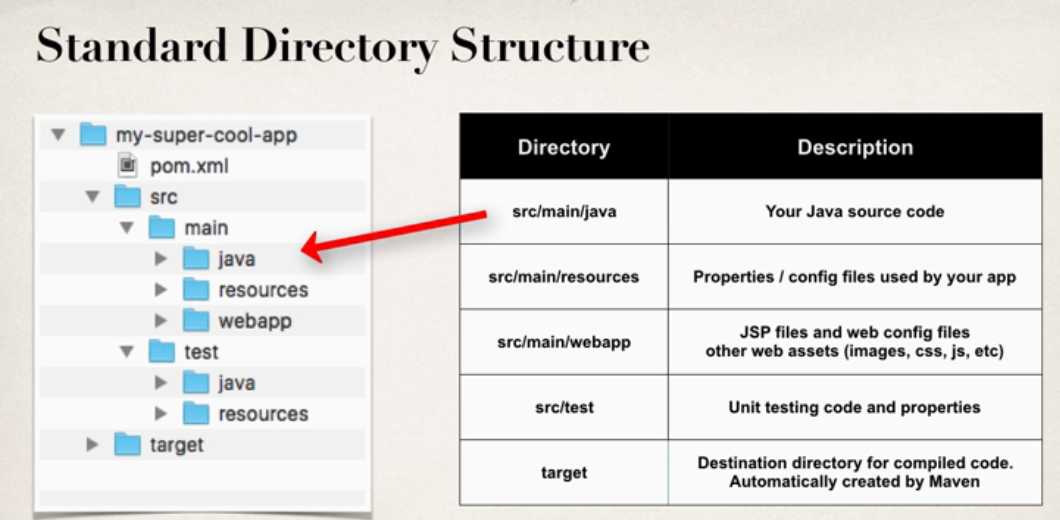 Standard Directory Structure
my-super-cool-app
pom.xml
src
main
java
resources
webapp
test
java
resources
target
Directory Description
src/main/java Your Java source code
src/main/resources Properties / config files used by your app
src/main/webapp JSP files and web config files
other web assets (images, css, js, etc)
src/test Unit testing code and properties
target Destination directory for compiled code.
Automatically created by Maven